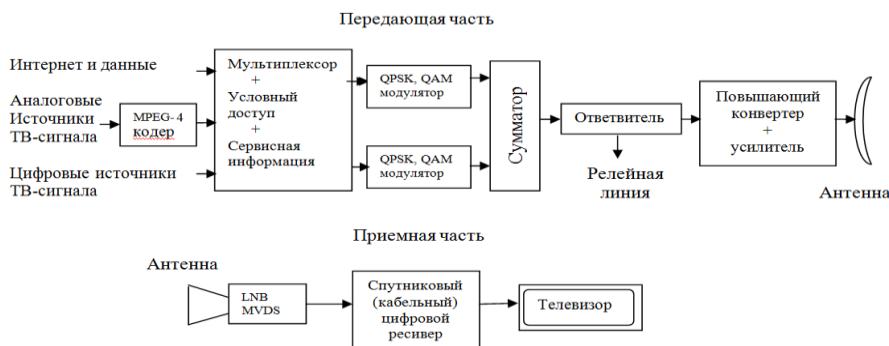 Передающая часть
Интернет и данные
Аналоговые
Источники
ТВ-сигнала
MPEG- 4
кодер
Цифровые источники
ТВ-сигнала
Мультиплексор
+
Условный
доступ
+
Сервисная
информация
QPSK, QAM
модулятор
QPSK, QAM
модулятор
Сумматор
Ответвитель
Релейная
линия
Повышающий
конвертер
+
усилитель
Антенна
Приемная часть
Антенна
LNB
MVDS
Спутниковый
(кабельный)
цифровой
ресивер
Телевизор